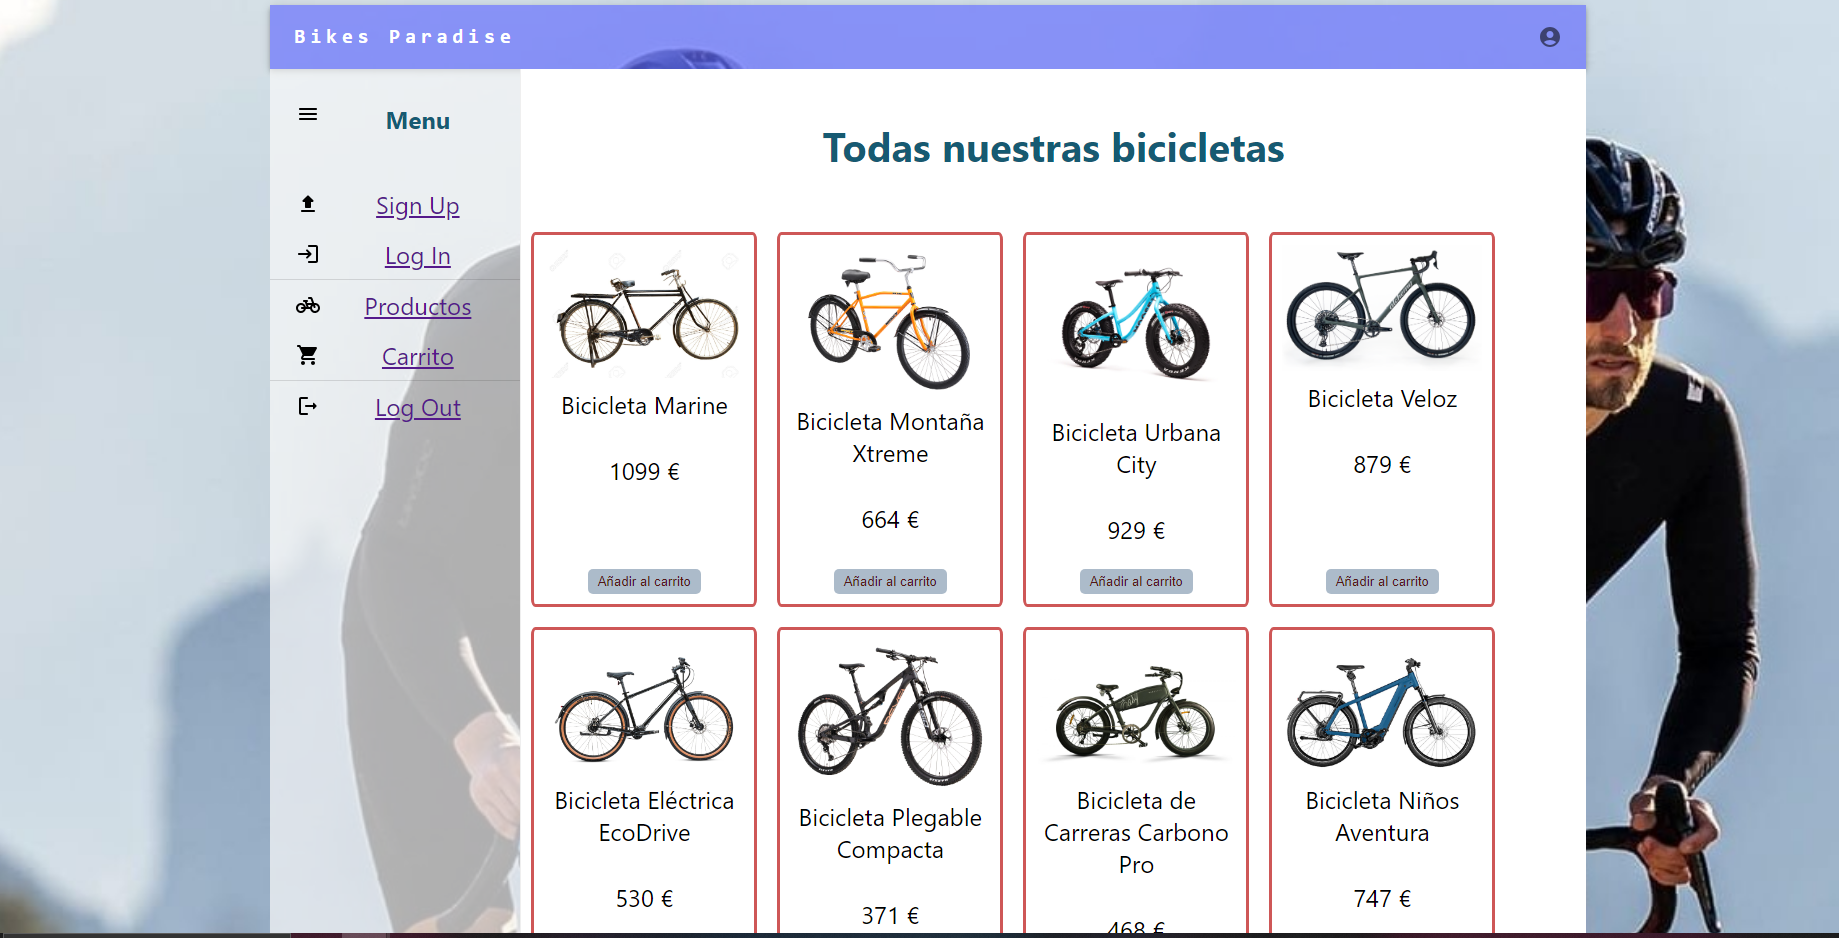 Bikes Paradise
Menu
Sign Up
Log In
Productos
Carrito
Log Out
Todas nuestras bicicletas
Bicicleta Marine
1099 €
Añadir al carrito
Bicicleta Montaña
Xtreme
664 €
Añadir al carrito
Bicicleta Urbana
City
929 €
Añadir al carrito
Bicicleta Veloz
879 €
Añadir al carrito
Bicicleta Eléctrica
EcoDrive
530 €
Bicicleta Plegable
Compacta
371 €
Bicicleta de
Carreras Carbono
Pro
468 €
Bicicleta Niños
Aventura
747 €